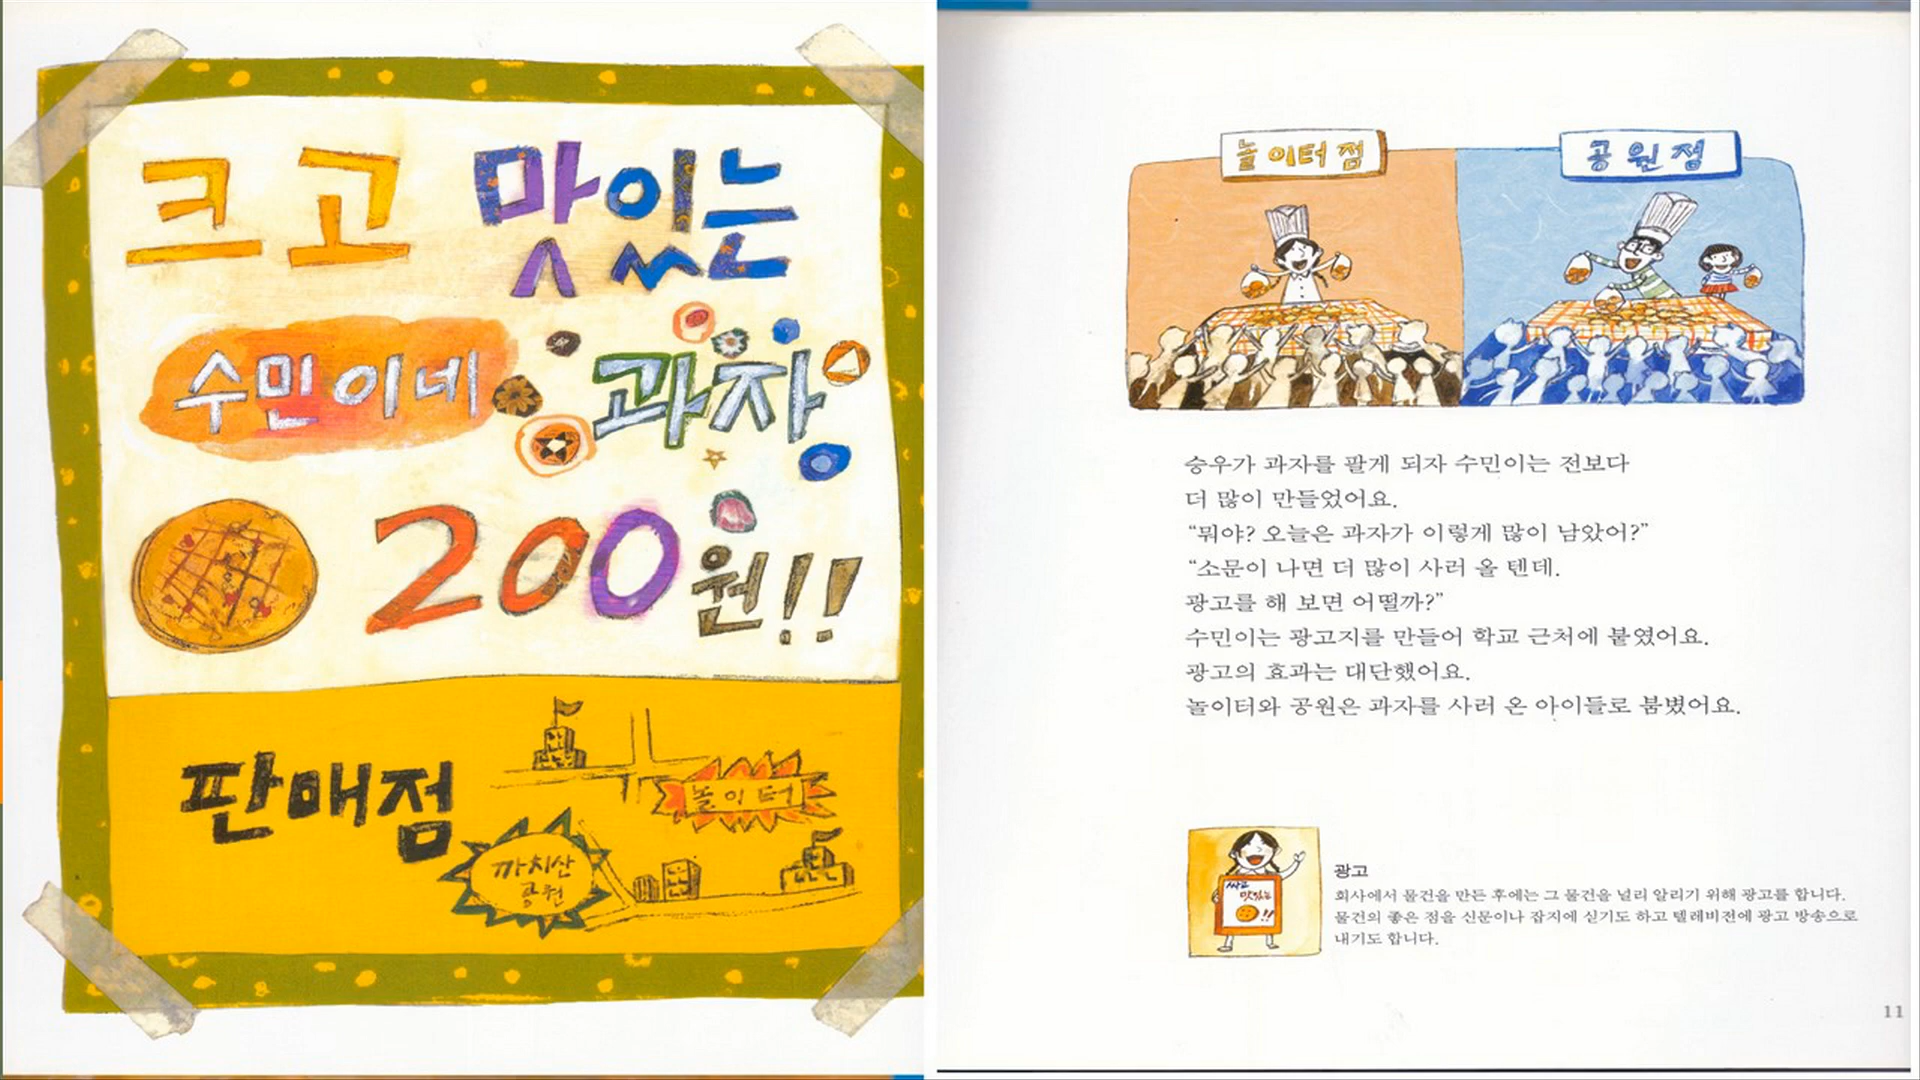 크고 맛있는
수민이네 과자
200원!!
판매점
놀이터
까치산
공원
놀이터점
공원점
승우가 과자를 팔게 되자 수민이는 전보다
더 많이 만들었어요.
“뭐야? 오늘은 과자가 이렇게 많이 남았어?”
“소문이 나면 더 많이 사러 올 텐데.
광고를 해 보면 어떨까?”
수민이는 광고지를 만들어 학교 근처에 붙였어요.
광고의 효과는 대단했어요.
놀이터와 공원은 과자를 사러 온 아이들로 붐볐어요.
맛있는
!!
광고
회사에서 물건을 만든 후에는 그 물건을 널리 알리기 위해 광고를 합니다.
물건의 좋은 점을 신문이나 잡지에 싣기도 하고 텔레비전에 광고 방송으로
내기도 합니다.
11